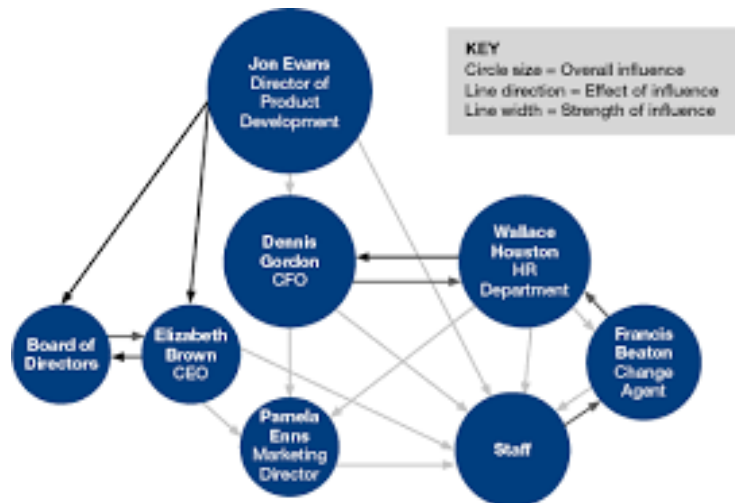 Jon Evans
Director of
Product
Development
KEY
Circle size = Overall influence
Line direction = Effect of influence
Line width = Strength of influence
Dennis
Gordon
CFO
Wallace
Houston
HR
Department
Board of
Directors
Elizabeth
Brown
CEO
Francis
Beaton
Change
Agent
Pamela
Enns
Marketing
Director
Staff